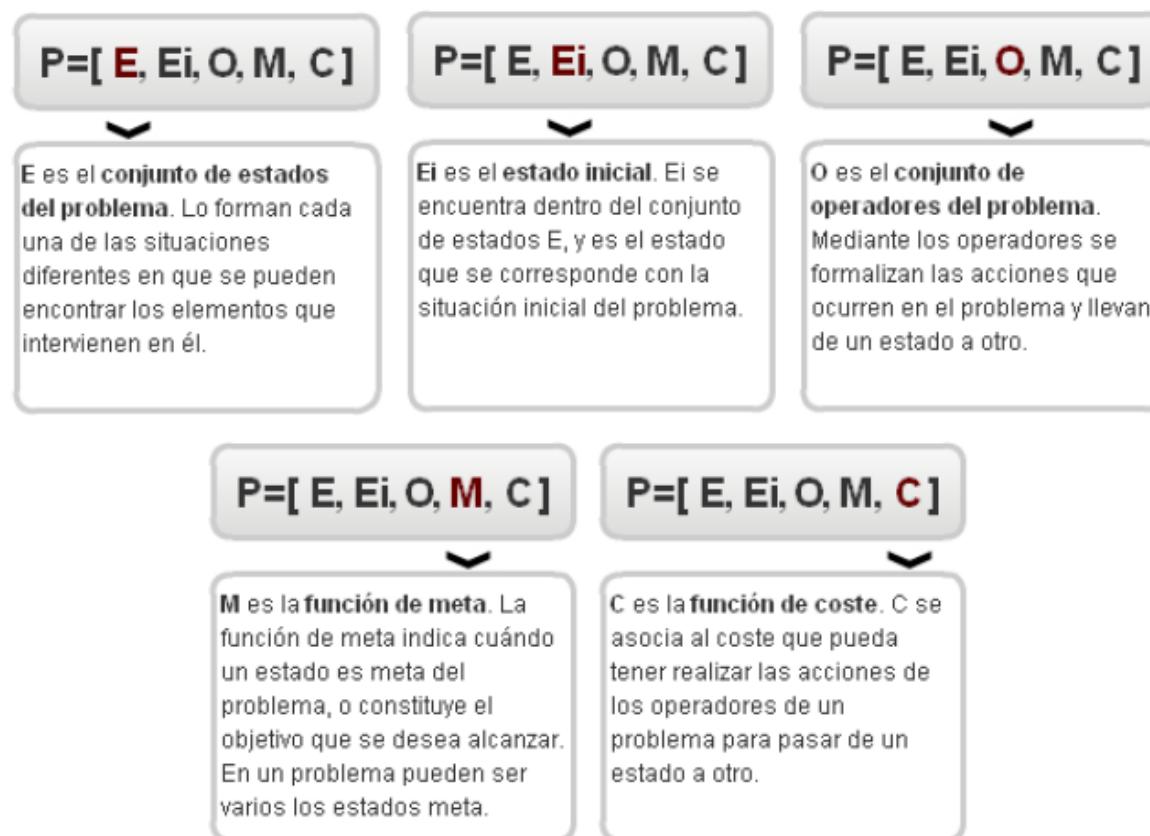 P=[ E, Ei, O, M, C ]
E es el conjunto de estados
del problema. Lo forman cada
una de las situaciones
diferentes en que se pueden
encontrar los elementos que
intervienen en él.
P=[ E, Ei, O, M, C ]
Ei es el estado inicial. Ei se
encuentra dentro del conjunto
de estados E, y es el estado
que se corresponde con la
situación inicial del problema.
P=[ E, Ei, O, M, C ]
O es el conjunto de
operadores del problema.
Mediante los operadores se
formalizan las acciones que
ocurren en el problema y llevan
de un estado a otro.
P=[ E, Ei, O, M, C ]
M es la función de meta. La
función de meta indica cuándo
un estado es meta del
problema, o constituye el
objetivo que se desea alcanzar.
En un problema pueden ser
varios los estados meta.
P=[ E, Ei, O, M, C ]
C es la función de coste. C se
asocia al coste que pueda
tener realizar las acciones de
los operadores de un
problema para pasar de un
estado a otro.